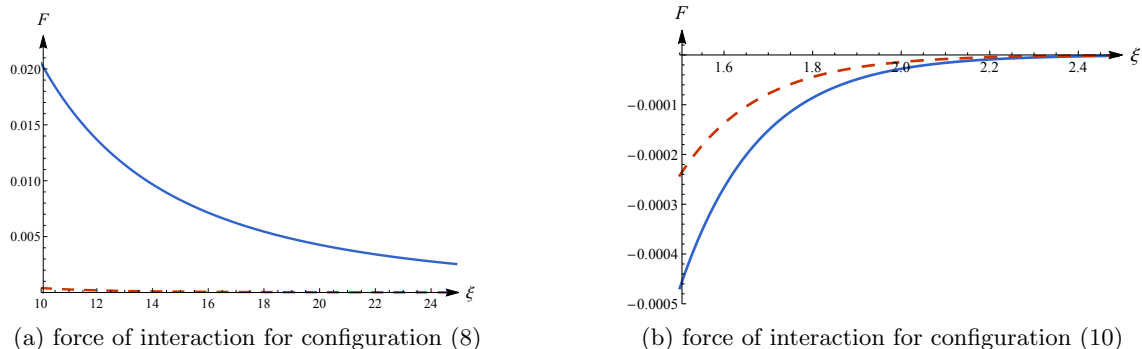 F
0.020
0.015
0.010
0.005
10 12 14 16 18 20 22 24
ξ
(a) force of interaction for configuration (8)
F
1.6 1.8 2.0 2.2 2.4
ξ
−0.0001
−0.0002
−0.0003
−0.0004
−0.0005
(b) force of interaction for configuration (10)